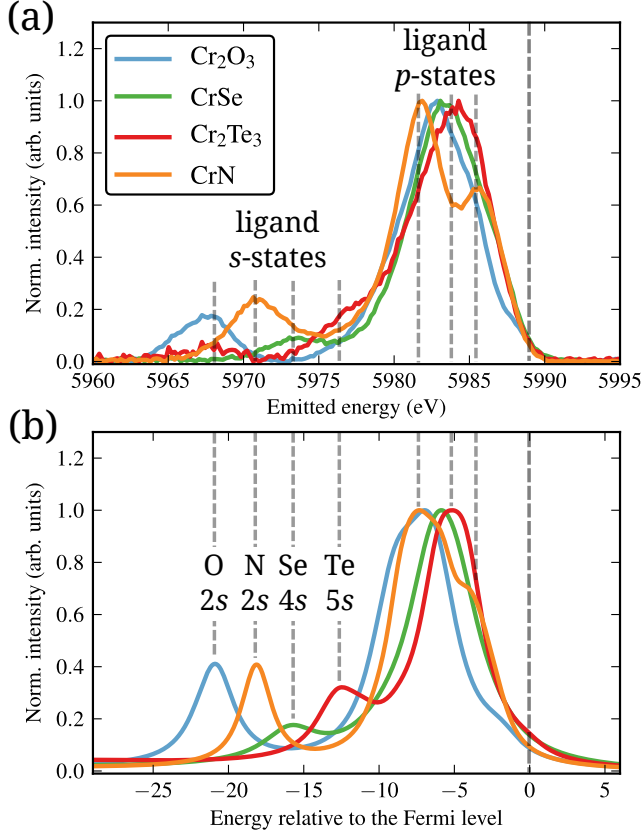 (a)
ligand
p-states
Cr₂O₃
CrSe
Cr₂Te₃
CrN
ligand
s-states
Norm. intensity (arb. units)
1.2
1.0
0.8
0.6
0.4
0.2
0.0
5960 5965 5970 5975 5980 5985 5990 5995
Emitted energy (eV)
(b)
O N Se Te
2s 2s 4s 5s
Norm. intensity (arb. units)
1.2
1.0
0.8
0.6
0.4
0.2
0.0
−25 −20 −15 −10 −5 0 5
Energy relative to the Fermi level